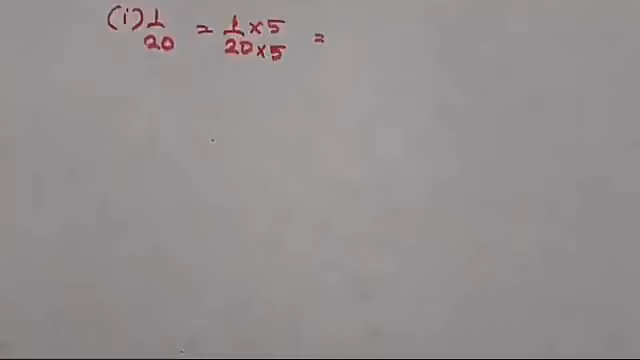 (i) 1/20 = 1×5/20×5 =